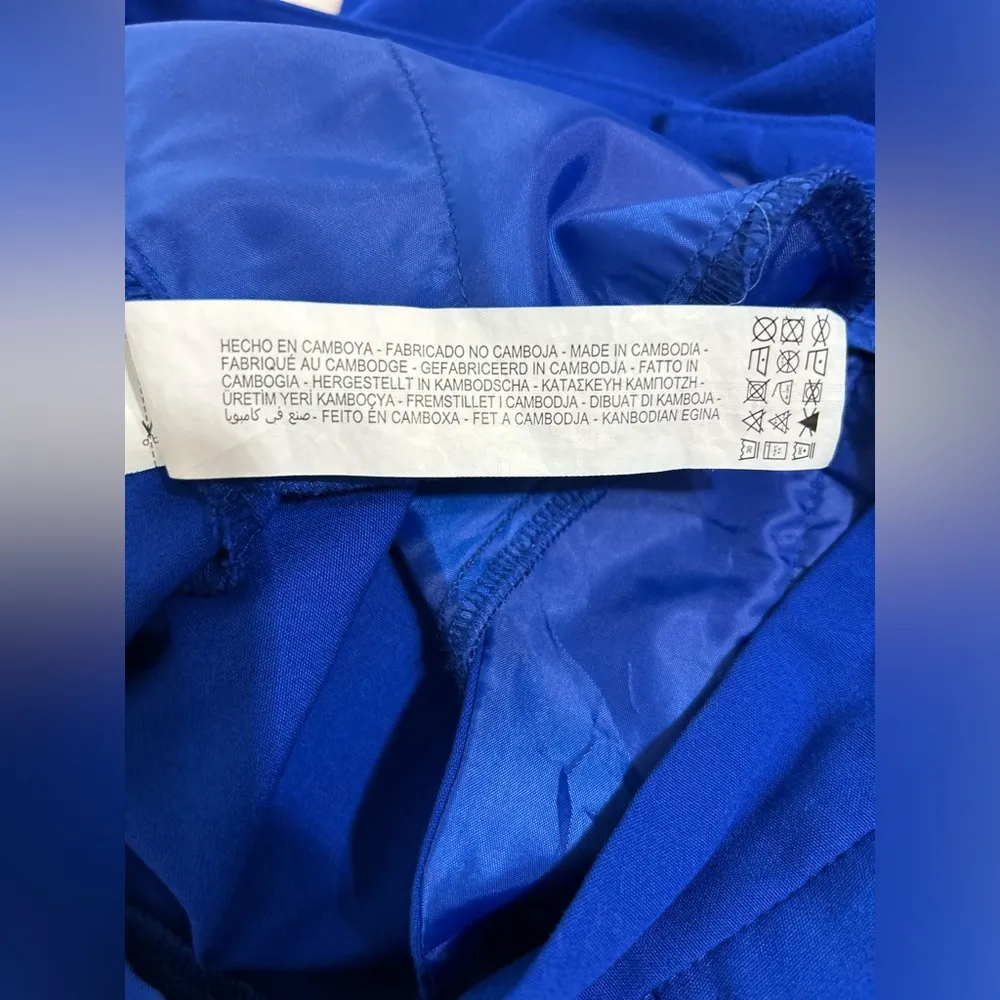 HECHO EN CAMBOYA - FABRICADO NO CAMBOJA - MADE IN CAMBODIA -
FABRIQUÉ AU CAMBODGE - GEFABRICEERD IN CAMBODJA - FATTO IN
CAMBOGIA - HERGESTELLT IN KAMBODSCHA - ΚΑΤΑΣΚΕΥΗ ΚΑΜΠΟΤΖΗ -
ÜRETİM YERİ KAMBOÇYA - FREMSTILLET I CAMBODJA - DIBUAT DI KAMBOJA -
صنع في كامبوبا - FEITO EN CAMBOXA - FET A CAMBODJA - KANBODIAN EGINA